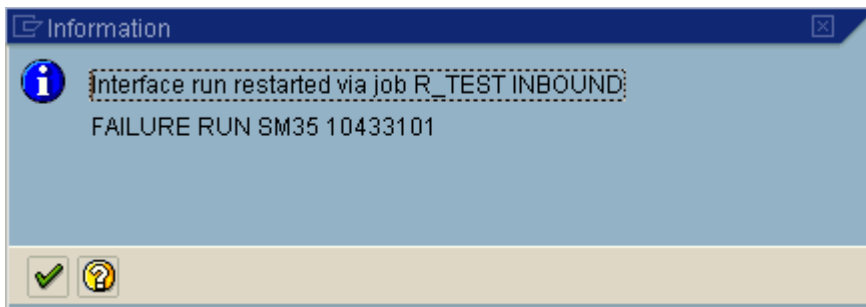 Information
Interface run restarted via job R_TEST INBOUND
FAILURE RUN SM35 10433101